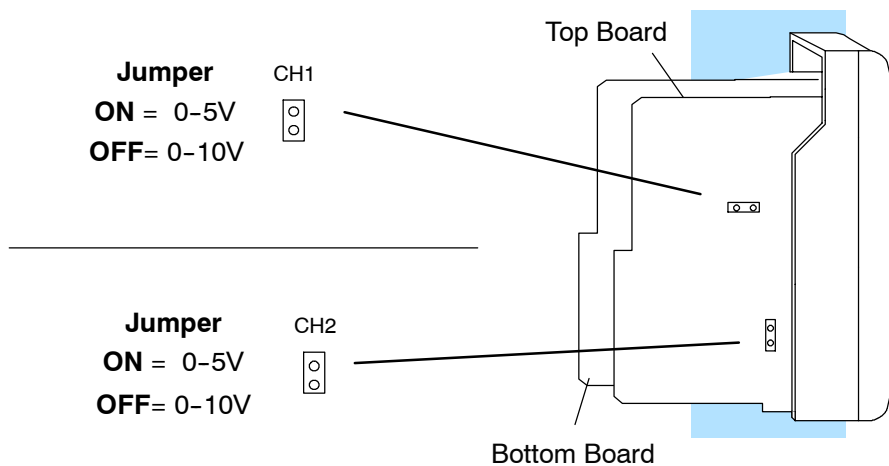 Top Board
Jumper CH1
ON = 0–5V
OFF= 0–10V
Jumper CH2
ON = 0–5V
OFF= 0–10V
Bottom Board